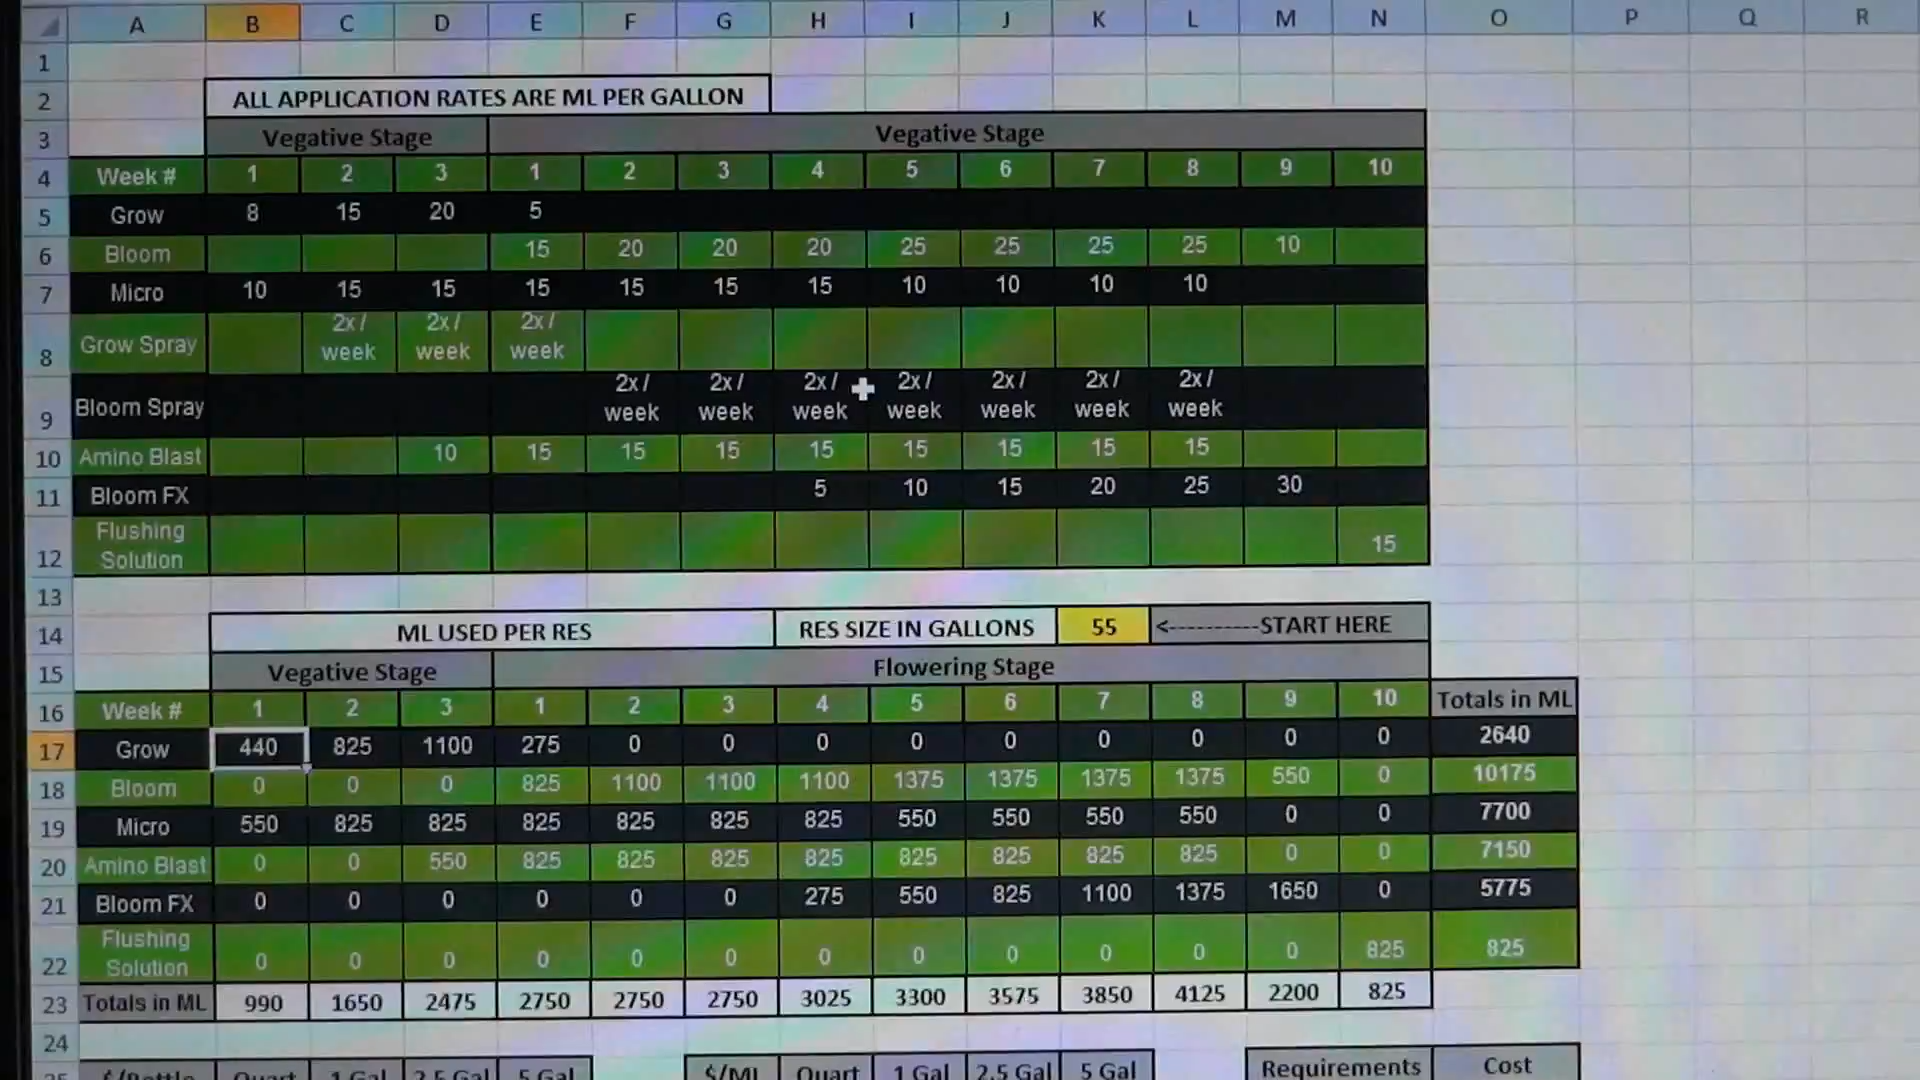 A B C D E F G H I J K L M N O P Q R
1
2 ALL APPLICATION RATES ARE ML PER GALLON
3 Vegative Stage Vegative Stage
4 Week # 1 2 3 1 2 3 4 5 6 7 8 9 10
5 Grow 8 15 20 5
6 Bloom 15 20 20 20 25 25 25 25 10
7 Micro 10 15 15 15 15 15 15 10 10 10 10
8 Grow Spray 2x / week 2x / week 2x / week
9 Bloom Spray 2x / week 2x / week 2x / week 2x / week 2x / week 2x / week 2x / week
10 Amino Blast 10 15 15 15 15 15 15 15 15
11 Bloom FX 5 10 15 20 25 30
12 Flushing Solution 15
13
14 ML USED PER RES RES SIZE IN GALLONS 55 <----------START HERE
15 Vegative Stage Flowering Stage
16 Week # 1 2 3 1 2 3 4 5 6 7 8 9 10 Totals in ML
17 Grow 440 825 1100 275 0 0 0 0 0 0 0 0 0 2640
18 Bloom 0 0 0 825 1100 1100 1100 1375 1375 1375 1375 550 0 10175
19 Micro 550 825 825 825 825 825 825 550 550 550 550 0 0 7700
20 Amino Blast 0 0 550 825 825 825 825 825 825 825 825 0 0 7150
21 Bloom FX 0 0 0 0 0 0 275 550 825 1100 1375 1650 0 5775
22 Flushing Solution 0 0 0 0 0 0 0 0 0 0 0 0 825 825
23 Totals in ML 990 1650 2475 2750 2750 2750 3025 3300 3575 3850 4125 2200 825
24
25 $/Bottle Quart 1 Gal 2.5 Gal 5 Gal $/ML Quart 1 Gal 2.5 Gal 5 Gal Requirements Cost